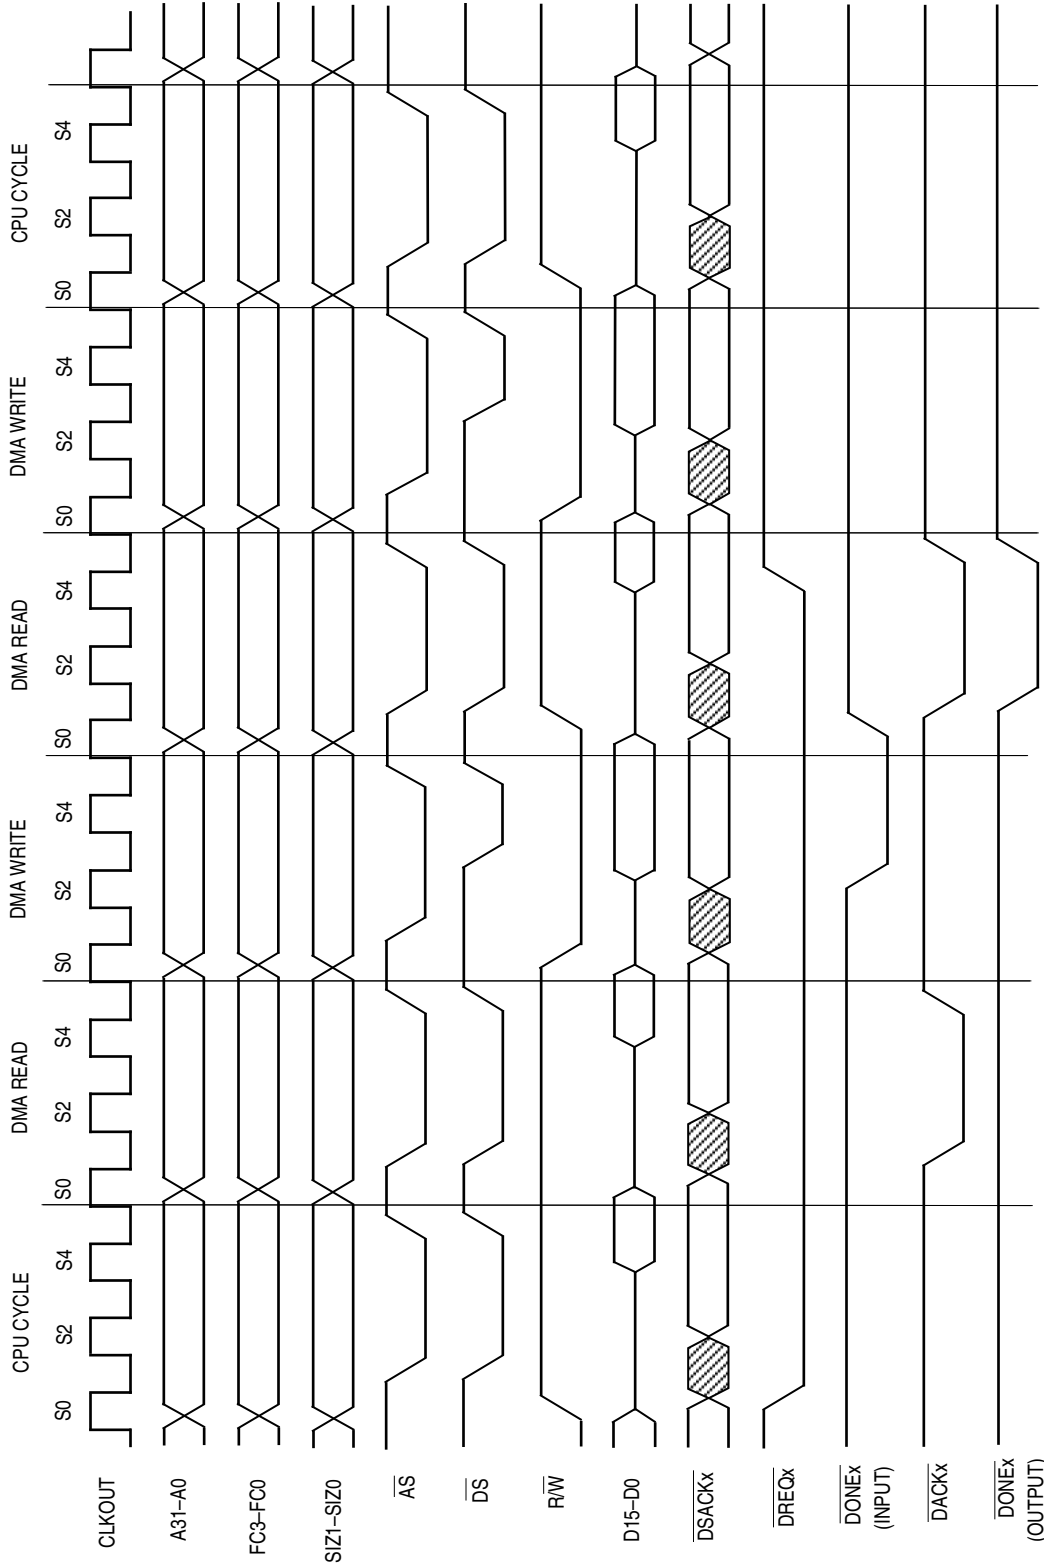 CPU CYCLE
DMA READ
DMA WRITE
DMA READ
DMA WRITE
CPU CYCLE
S0 S2 S4 S0 S2 S4 S0 S2 S4 S0 S2 S4 S0 S2 S4 S0 S2 S4
CLKOUT
A31–A0
FC3–FC0
SIZ1–SIZ0
AS
DS
R/W
D15–D0
DSACKx
DREQx
DONEx
(INPUT)
DACKx
DONEx
(OUTPUT)